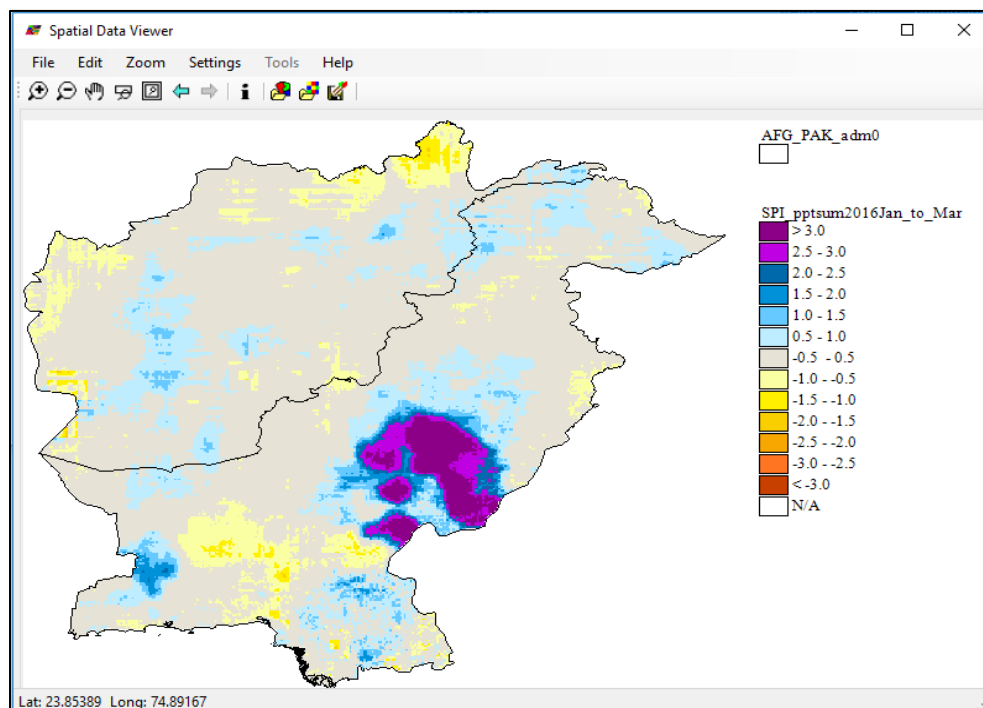 Spatial Data Viewer
File Edit Zoom Settings Tools Help
AFG_PAK_adm0
SPI_pptsum2016Jan_to_Mar
>3.0
2.5 - 3.0
2.0 - 2.5
1.5 - 2.0
1.0 - 1.5
0.5 - 1.0
-0.5 - 0.5
-1.0 - -0.5
-1.5 - -1.0
-2.0 - -1.5
-2.5 - -2.0
-3.0 - -2.5
< -3.0
N/A
Lat: 23.85389 Long: 74.89167